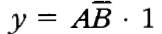 y = AB̅ · 1